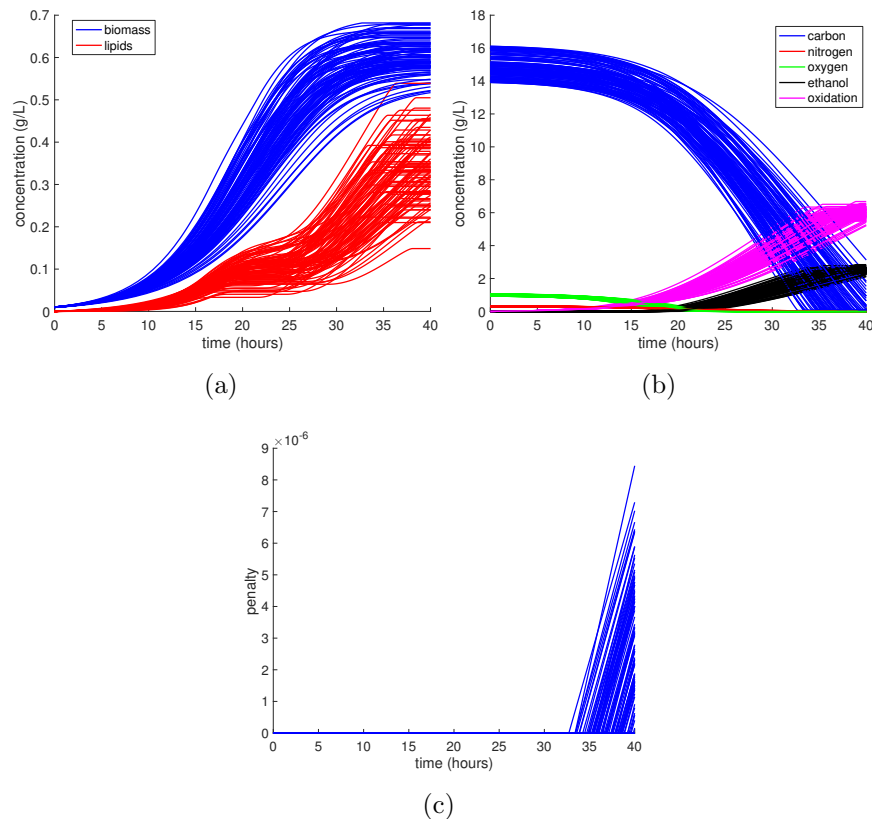 0.7
0.6
0.5
0.4
0.3
0.2
0.1
0
concentration (g/L)
biomass
lipids
0 5 10 15 20 25 30 35 40
time (hours)
(a)
18
16
14
12
10
8
6
4
2
0
concentration (g/L)
carbon
nitrogen
oxygen
ethanol
oxidation
0 5 10 15 20 25 30 35 40
time (hours)
(b)
×10-6
9
8
7
6
5
4
3
2
1
0
penalty
0 5 10 15 20 25 30 35 40
time (hours)
(c)